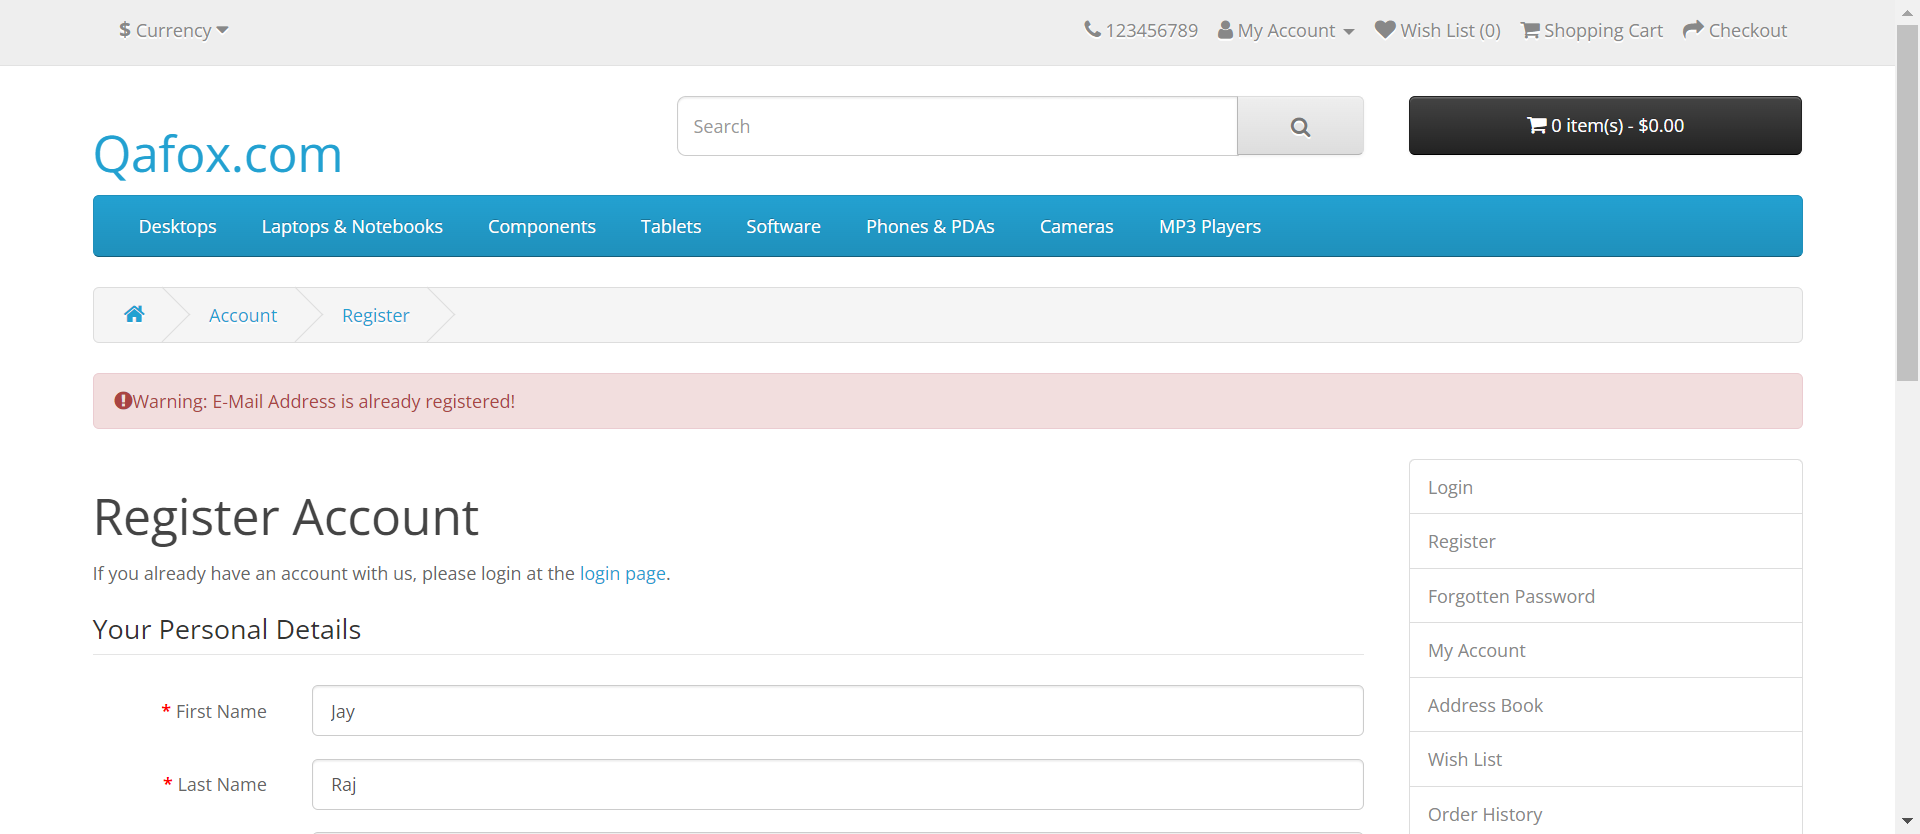 $ Currency
123456789 My Account Wish List (0) Shopping Cart Checkout
Qafox.com
Search
0 item(s) - $0.00
Desktops Laptops & Notebooks Components Tablets Software Phones & PDAs Cameras MP3 Players
Account Register
Warning: E-Mail Address is already registered!
Register Account
If you already have an account with us, please login at the login page.
Your Personal Details
* First Name Jay
* Last Name Raj
Login
Register
Forgotten Password
My Account
Address Book
Wish List
Order History